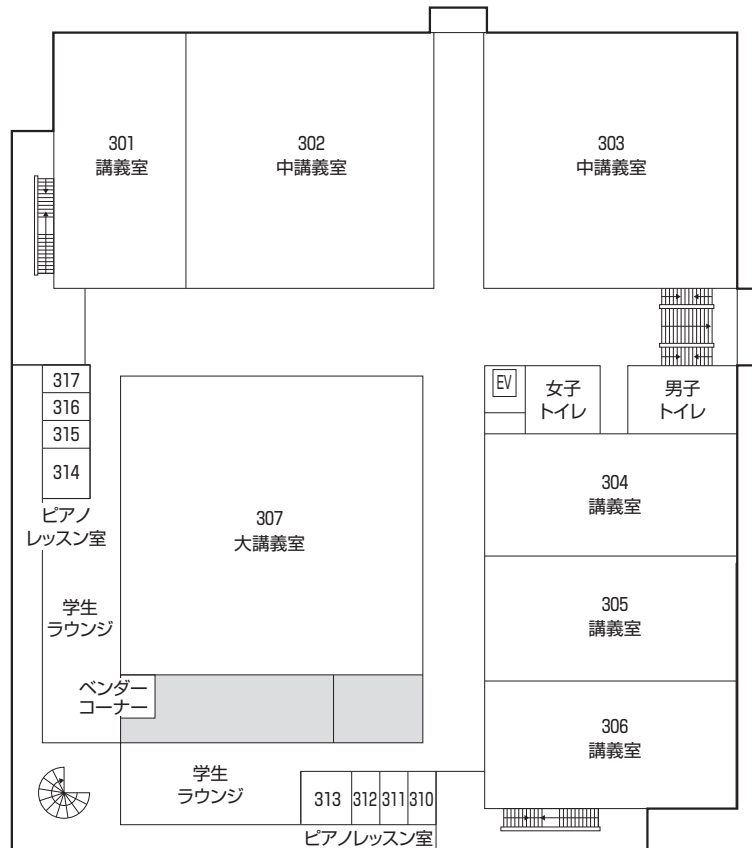 301
講義室
302
中講義室
303
中講義室
317
316
315
314
ピアノ
レッスン室
EV
女子
トイレ
男子
トイレ
304
講義室
307
大講義室
305
講義室
学生
ラウンジ
ベンダー
コーナー
306
講義室
学生
ラウンジ
313
312
311
310
ピアノレッスン室